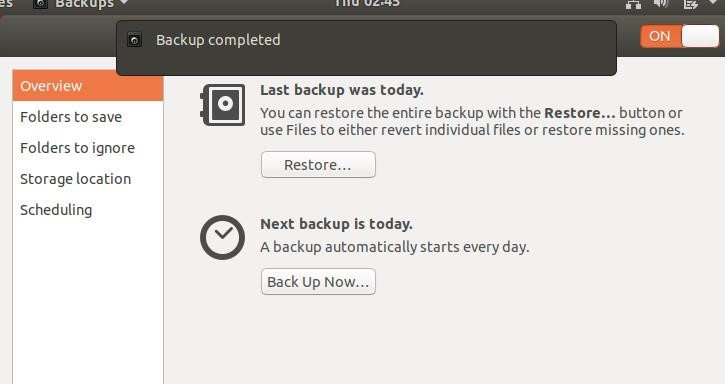 Backups
Thu 02:45
Backup completed
ON
Overview
Folders to save
Folders to ignore
Storage location
Scheduling
Last backup was today.
You can restore the entire backup with the Restore... button or
use Files to either revert individual files or restore missing ones.
Restore...
Next backup is today.
A backup automatically starts every day.
Back Up Now...